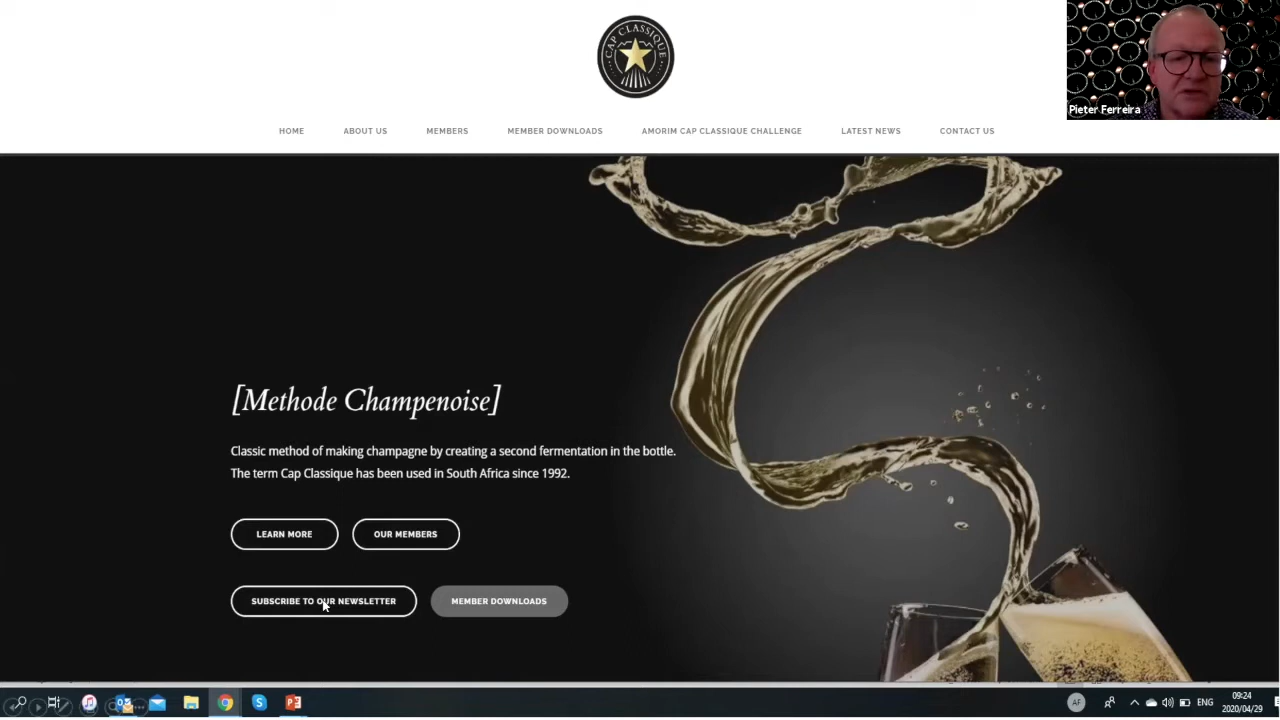 CAP CLASSIQUE
Pieter Ferreira
HOME ABOUT US MEMBERS MEMBER DOWNLOADS AMORIM CAP CLASSIQUE CHALLENGE LATEST NEWS CONTACT US
[Methode Champenoise]
Classic method of making champagne by creating a second fermentation in the bottle.
The term Cap Classique has been used in South Africa since 1992.
LEARN MORE OUR MEMBERS
SUBSCRIBE TO OUR NEWSLETTER MEMBER DOWNLOADS
AF ENG 09:24
2020/04/29